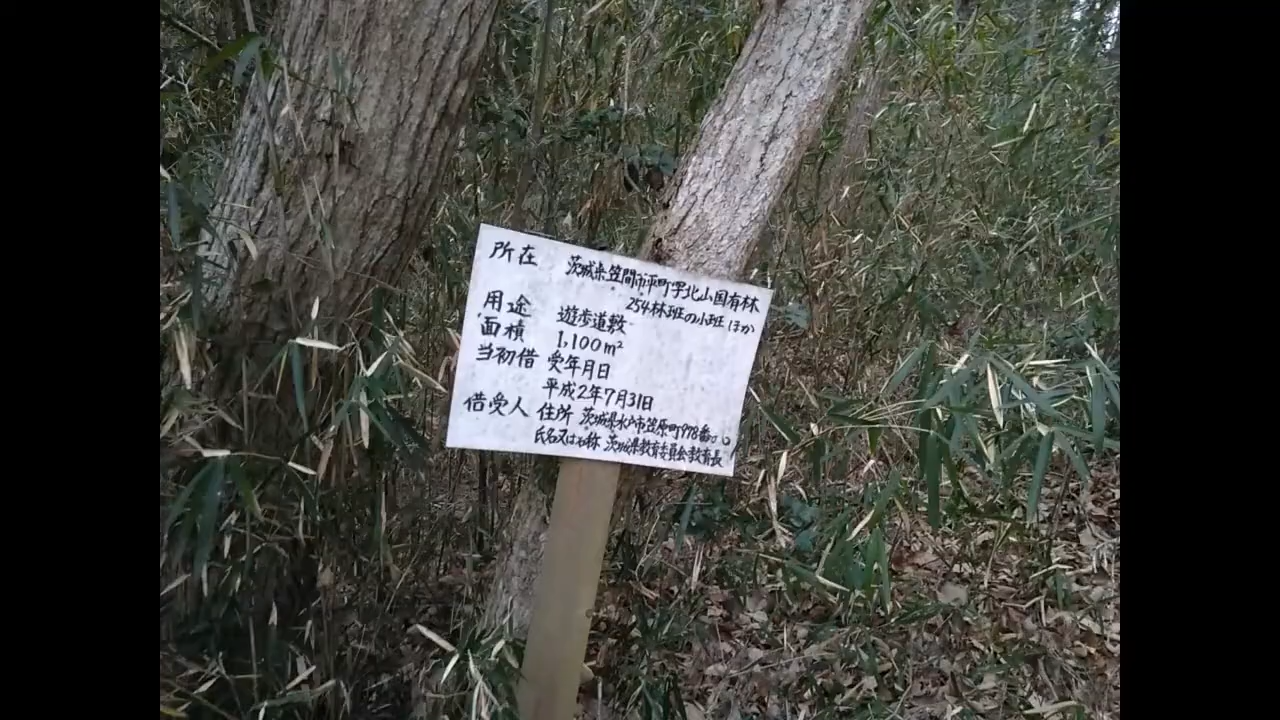 所在 茨城県笠間市平町字北山国有林
254林班の小班 ほか
用途 遊歩道敷
面積 1,100m²
当初借受年月日
平成2年7月31日
借受人 住所 茨城県水戸市笠原町978番の6
氏名又は名称 茨城県教育委員会教育長